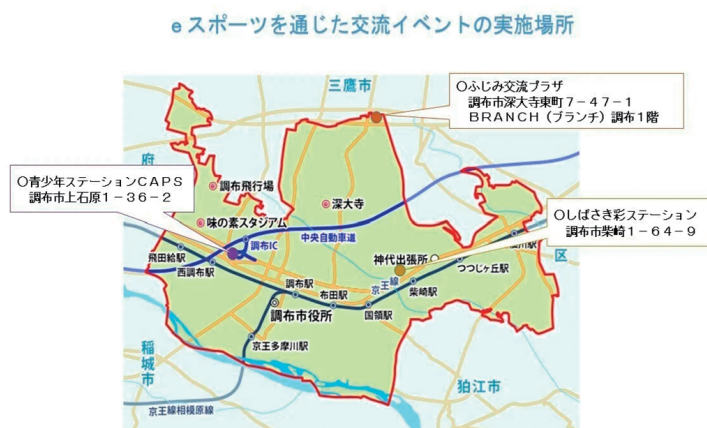 eスポーツを通じた交流イベントの実施場所
三鷹市
○ふじみ交流プラザ
調布市深大寺東町７－４７－１
ＢＲＡＮＣＨ（ブランチ）調布１階
府
○青少年ステーションＣＡＰＳ
調布市上石原１－３６－２
調布飛行場
深大寺
味の素スタジアム
○しばさき彩ステーション
調布市柴崎１－６４－９
調布IC
中央自動車道
飛田給駅
西調布駅
神代出張所
つつじヶ丘駅
川駅
区
京王線
調布駅
布田駅
国領駅
柴崎駅
調布市役所
京王多摩川駅
稲城市
狛江市
京王線相模原線